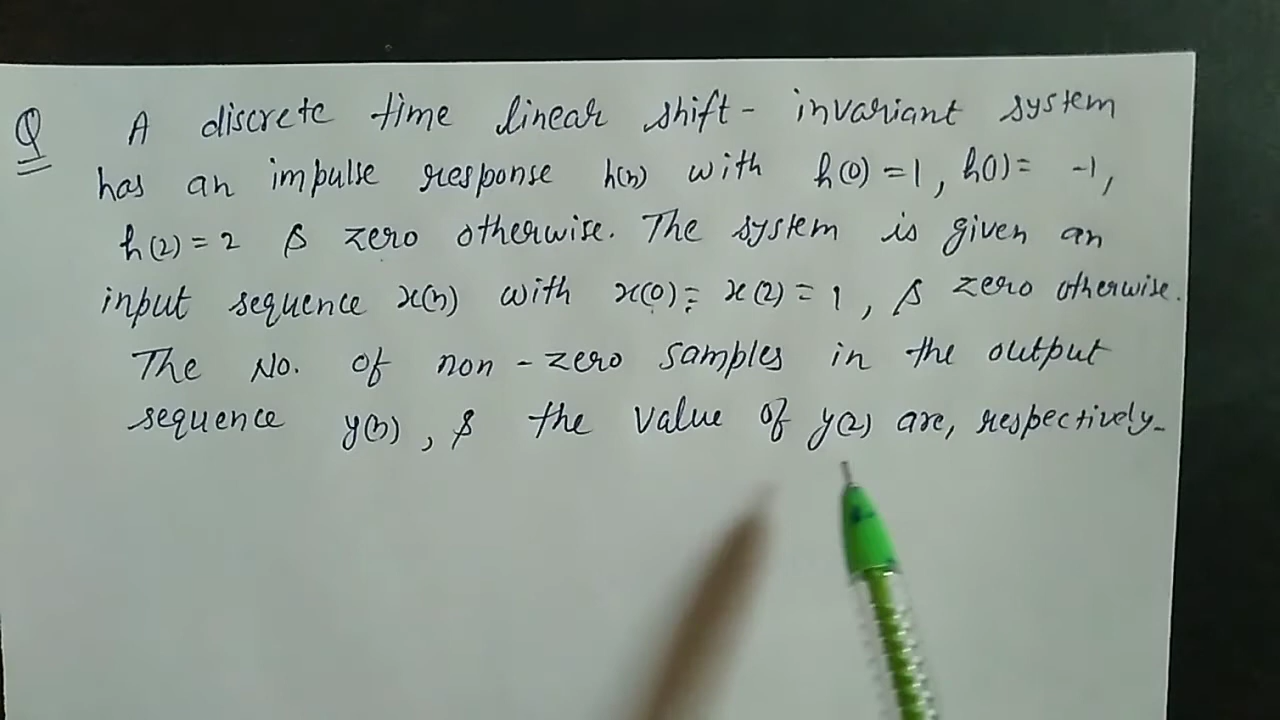 Q A discrete time linear shift - invariant system
has an impulse response h(n) with h(0) = 1, h(1) = -1,
h(2) = 2 & zero otherwise. The system is given an
input sequence x(n) with x(0) = x(2) = 1, & zero otherwise.
The No. of non - zero samples in the output
sequence y(n), & the value of y(2) are, respectively-